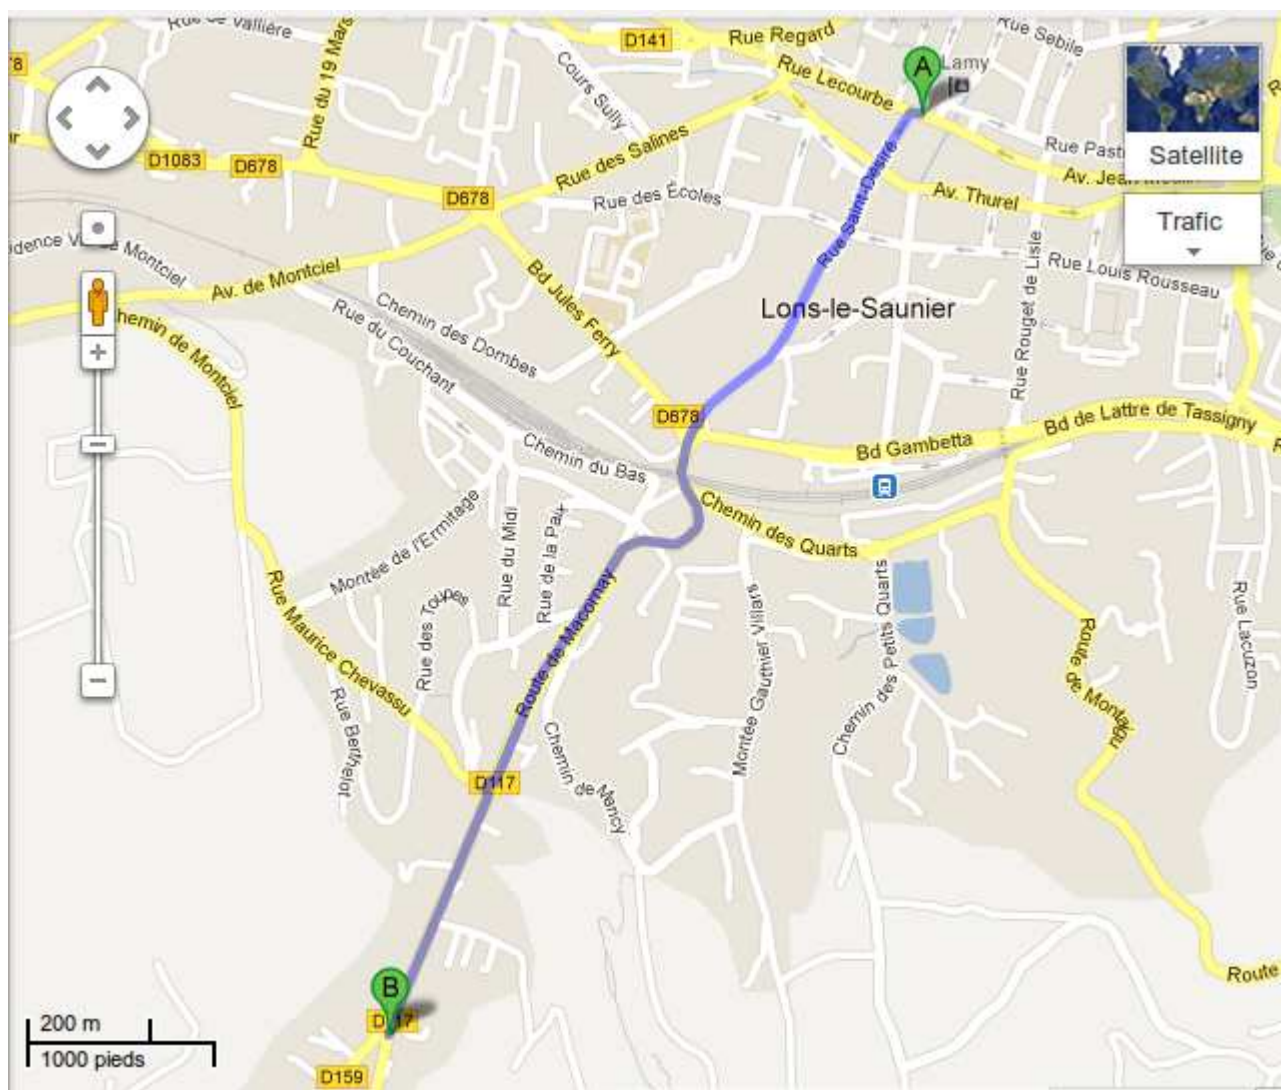 Rue de Vallière
D141
Rue Regard
Rue Sebile
Rue du 19 Mars
Cours Sully
Rue Lecourbe
A
Lamy
Rue des Salines
D1083
D678
Rue Past
Satellite
D678
Rue des Écoles
Av. Thurel
Av. Jean Moulin
Trafic
Rue Saint-Désiré
Av. de Montciel
Bd Jules Ferry
Rue Rouget de Lisle
Rue Louis Rousseau
Chemin de Montciel
Rue du Couchant
Chemin des Dombes
Lons-le-Saunier
D678
Bd Gambetta
Bd de Lattre de Tassigny
Chemin du Bas
Chemin des Quarts
Montée de l'Ermitage
Rue du Midi
Rue de la Paix
Rue Maurice Chevassu
Rue des Toupes
Route de Macornay
Montée Gauthier Villars
Chemin des Petits Quarts
Route de Montaigu
Rue Lacuzon
Rue Berthelot
D117
Chemin de Nency
Route
B
D117
200 m
1000 pieds
D159